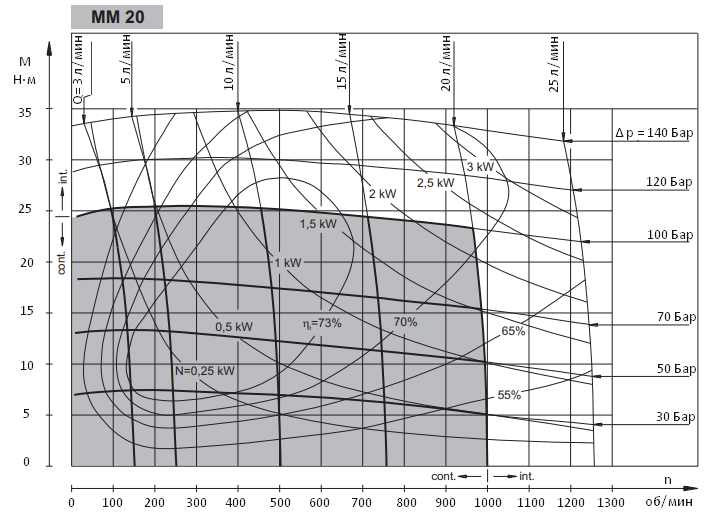 MM 20
M
Н·м
Q=3 л/мин
5 л/мин
10 л/мин
15 л/мин
20 л/мин
25 л/мин
35
30
25
20
15
10
5
0
int.
cont.
Δ p = 140 Бар
120 Бар
100 Бар
70 Бар
50 Бар
30 Бар
3 kW
2,5 kW
2 kW
1,5 kW
1 kW
0,5 kW
N=0,25 kW
ηt=73%
70%
65%
55%
cont.
int.
n
0 100 200 300 400 500 600 700 800 900 1000 1100 1200 1300 об/мин